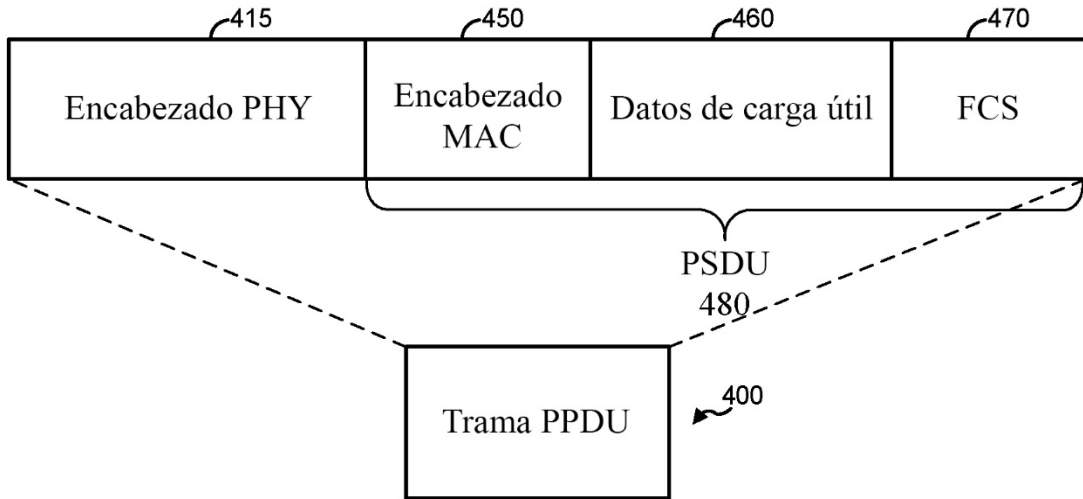 415
450
460
470
Encabezado PHY
Encabezado
MAC
Datos de carga útil
FCS
PSDU
480
Trama PPDU
400